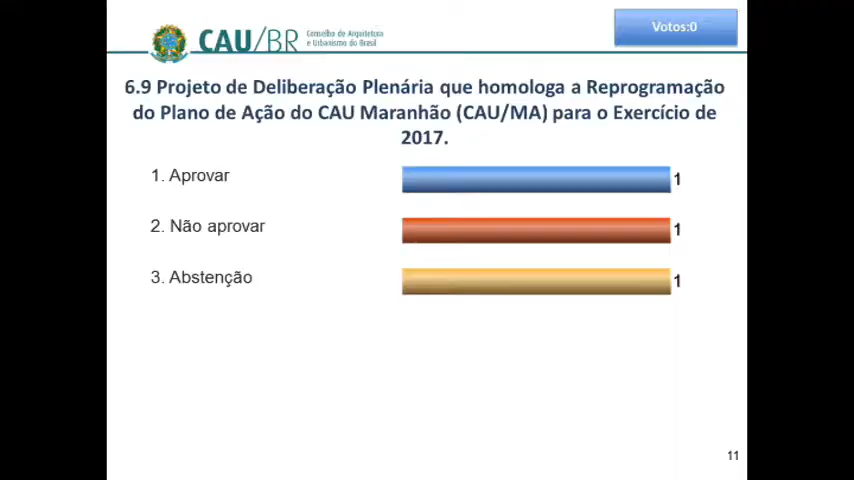 CAU/BR
Conselho de Arquitetura
e Urbanismo do Brasil
Votos:0
6.9 Projeto de Deliberação Plenária que homologa a Reprogramação
do Plano de Ação do CAU Maranhão (CAU/MA) para o Exercício de
2017.
1. Aprovar
1
2. Não aprovar
1
3. Abstenção
1
11